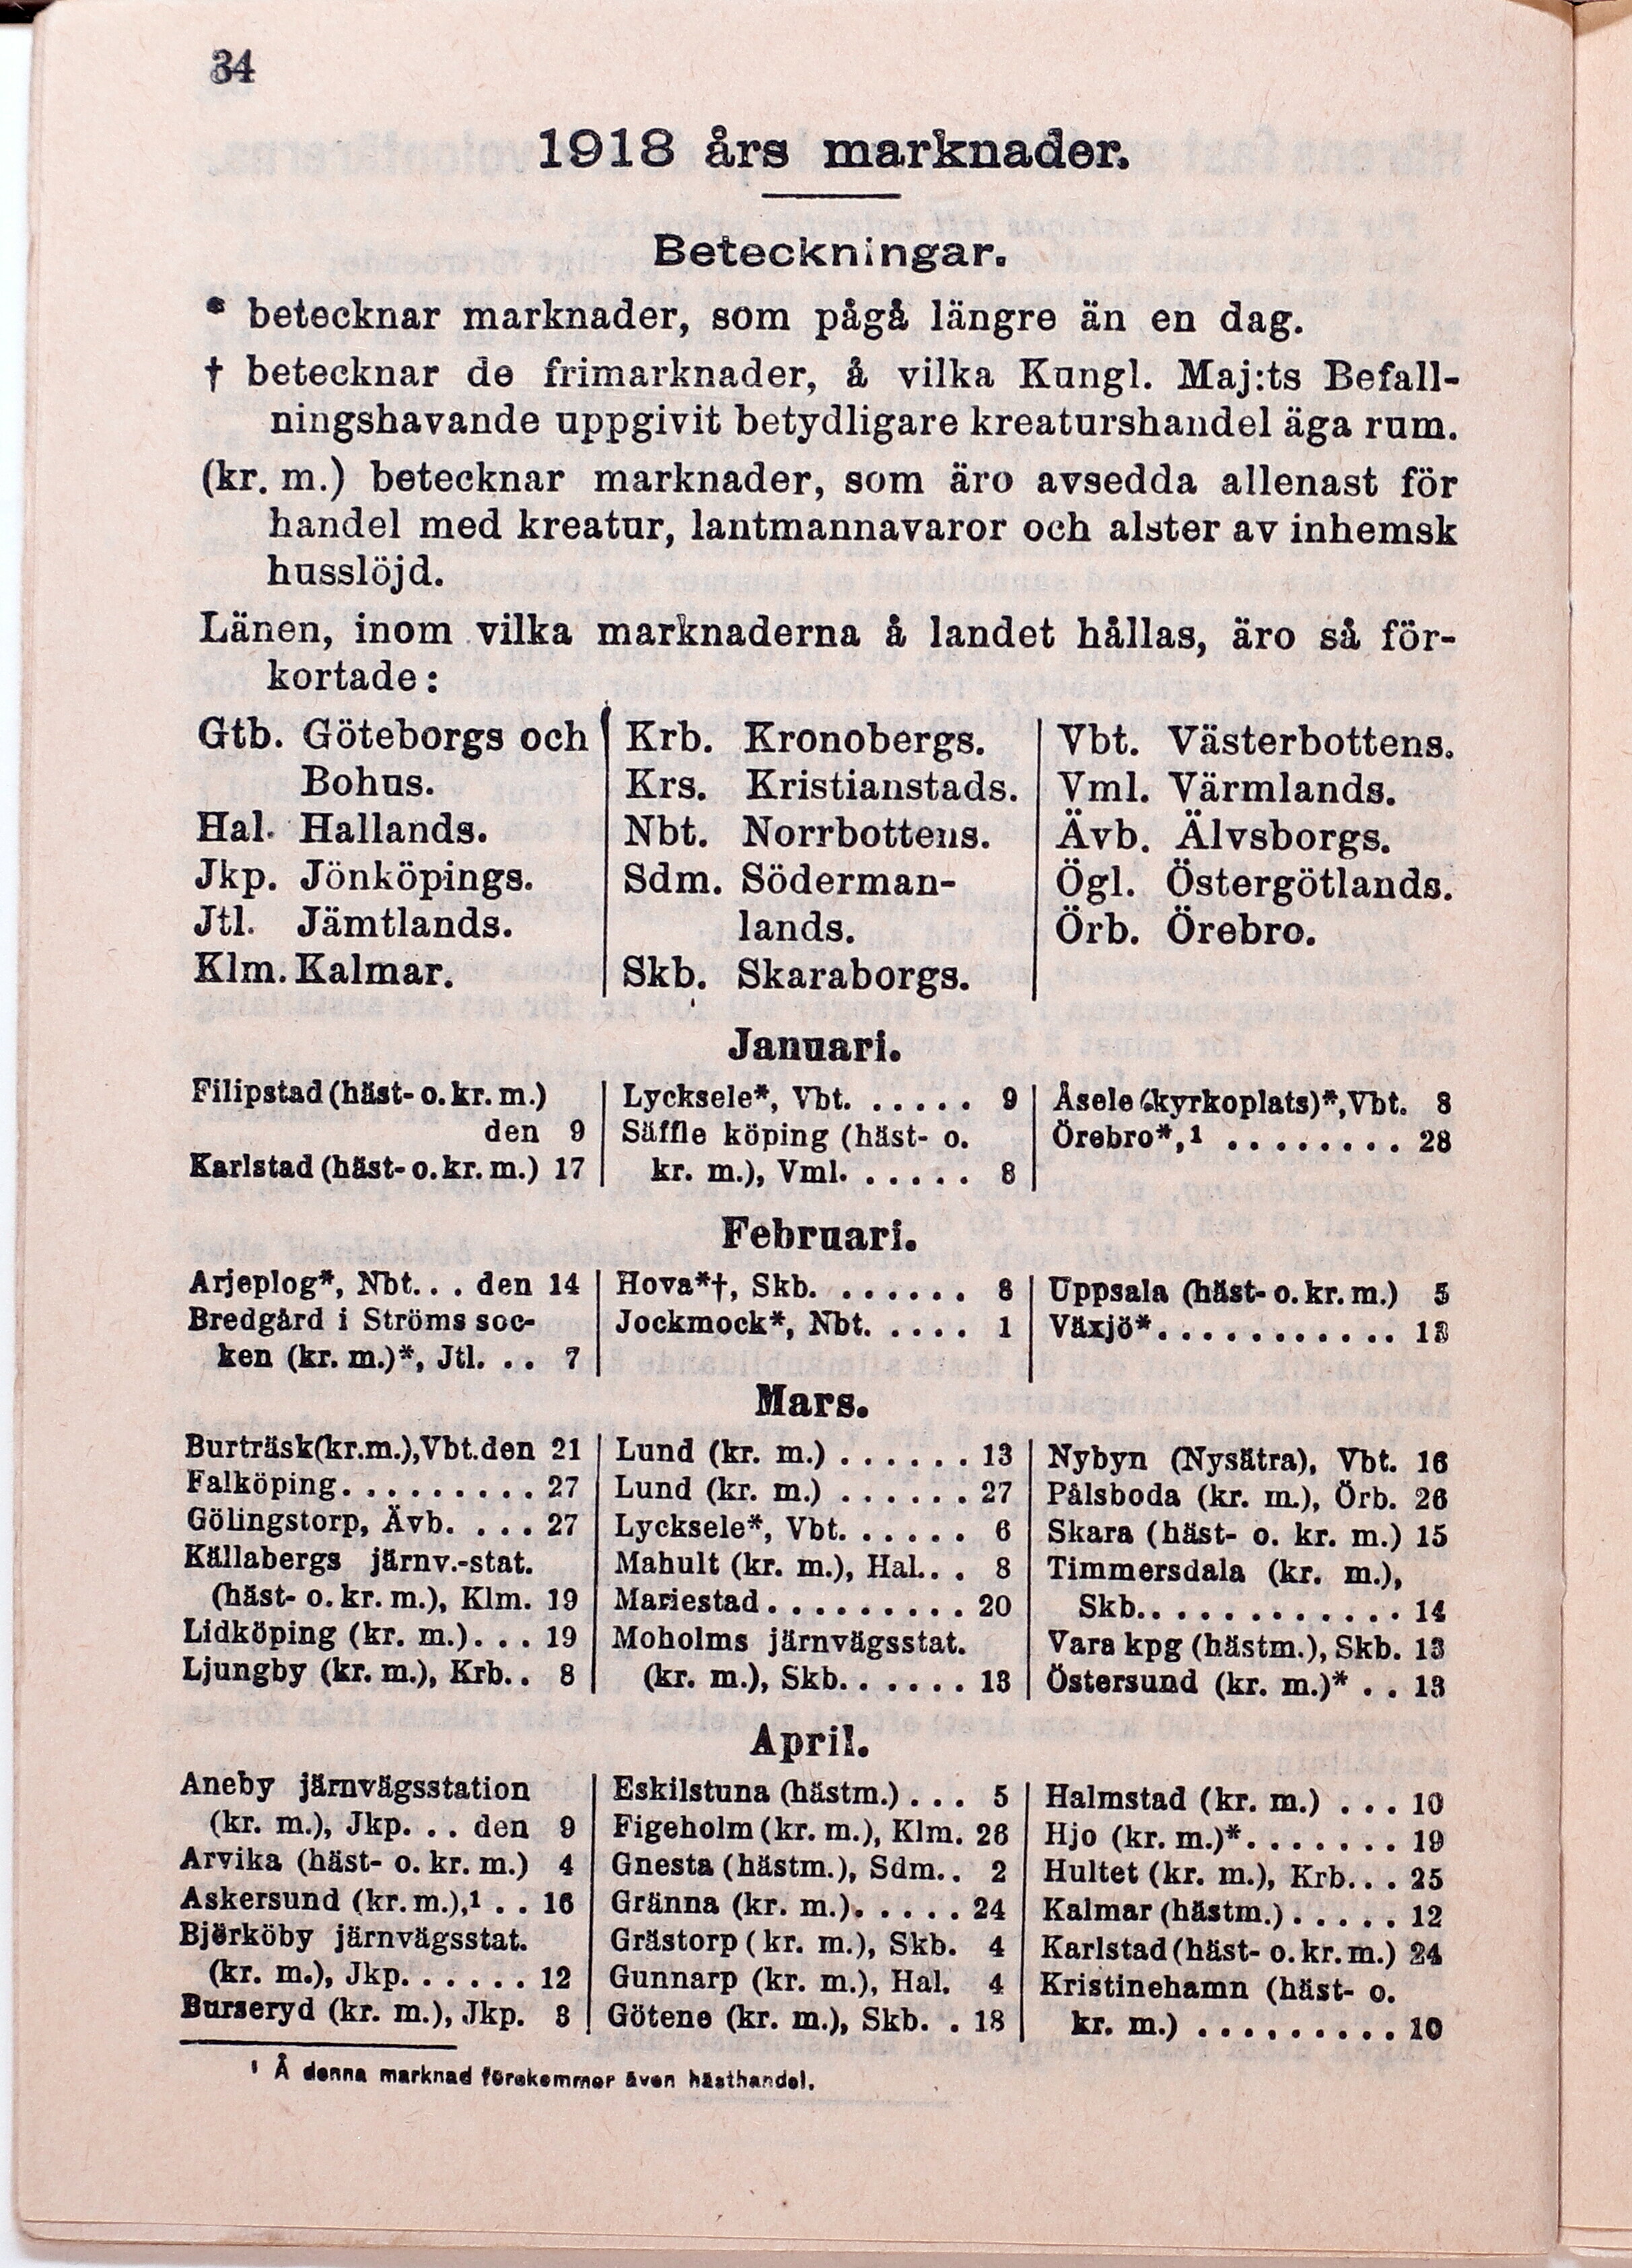 34
1918 års marknader.
Beteckningar.
* betecknar marknader, som pågå längre än en dag.
† betecknar de frimarknader, å vilka Kungl. Maj:ts Befall-
ningshavande uppgivit betydligare kreaturshandel äga rum.
(kr. m.) betecknar marknader, som äro avsedda allenast för
handel med kreatur, lantmannavaror och alster av inhemsk
husslöjd.
Länen, inom vilka marknaderna å landet hållas, äro så för-
kortade:
Gtb. Göteborgs och
Bohus.
Hal. Hallands.
Jkp. Jönköpings.
Jtl. Jämtlands.
Klm. Kalmar.
Krb. Kronobergs.
Krs. Kristianstads.
Nbt. Norrbottens.
Sdm. Söderman-
lands.
Skb. Skaraborgs.
Vbt. Västerbottens.
Vml. Värmlands.
Ävb. Älvsborgs.
Ögl. Östergötlands.
Örb. Örebro.
Januari.
Filipstad (häst- o. kr. m.)
den 9
Karlstad (häst- o. kr. m.) 17
Lycksele*, Vbt. . . . . . 9
Säffle köping (häst- o.
kr. m.), Vml. . . . . . 8
Åsele (kyrkoplats)*, Vbt. 8
Örebro*,¹ . . . . . . . . 28
Februari.
Arjeplog*, Nbt. . . den 14
Bredgård i Ströms soc-
ken (kr. m.)*, Jtl. . . 7
Hova*†, Skb. . . . . . . 8
Jockmock*, Nbt. . . . . 1
Uppsala (häst- o. kr. m.) 5
Växjö* . . . . . . . . . . . 13
Mars.
Burträsk (kr. m.), Vbt. den 21
Falköping . . . . . . . . . 27
Gölingstorp, Ävb. . . . 27
Källabergs järnv.-stat.
(häst- o. kr. m.), Klm. 19
Lidköping (kr. m.) . . . 19
Ljungby (kr. m.), Krb. . 8
Lund (kr. m.) . . . . . . 13
Lund (kr. m.) . . . . . . 27
Lycksele*, Vbt. . . . . . 6
Mahult (kr. m.), Hal. . . 8
Mariestad . . . . . . . . . 20
Moholms järnvägsstat.
(kr. m.), Skb. . . . . . 13
Nybyn (Nysätra), Vbt. 16
Pålsboda (kr. m.), Örb. 26
Skara (häst- o. kr. m.) 15
Timmersdala (kr. m.),
Skb. . . . . . . . . . . . 14
Vara kpg (hästm.), Skb. 13
Östersund (kr. m.)* . . 13
April.
Aneby järnvägsstation
(kr. m.), Jkp. . . den 9
Arvika (häst- o. kr. m.) 4
Askersund (kr. m.),¹ . . 16
Björköby järnvägsstat.
(kr. m.), Jkp. . . . . . 12
Burseryd (kr. m.), Jkp. 3
Eskilstuna (hästm.) . . . 5
Figeholm (kr. m.), Klm. 26
Gnesta (hästm.), Sdm. . 2
Gränna (kr. m.) . . . . . 24
Grästorp (kr. m.), Skb. 4
Gunnarp (kr. m.), Hal. 4
Götene (kr. m.), Skb. . 18
Halmstad (kr. m.) . . . 10
Hjo (kr. m.)* . . . . . . . 19
Hultet (kr. m.), Krb. . . 25
Kalmar (hästm.) . . . . . 12
Karlstad (häst- o. kr. m.) 24
Kristinehamn (häst- o.
kr. m.) . . . . . . . . . 10
¹ Å denna marknad förekommer även hästhandel.